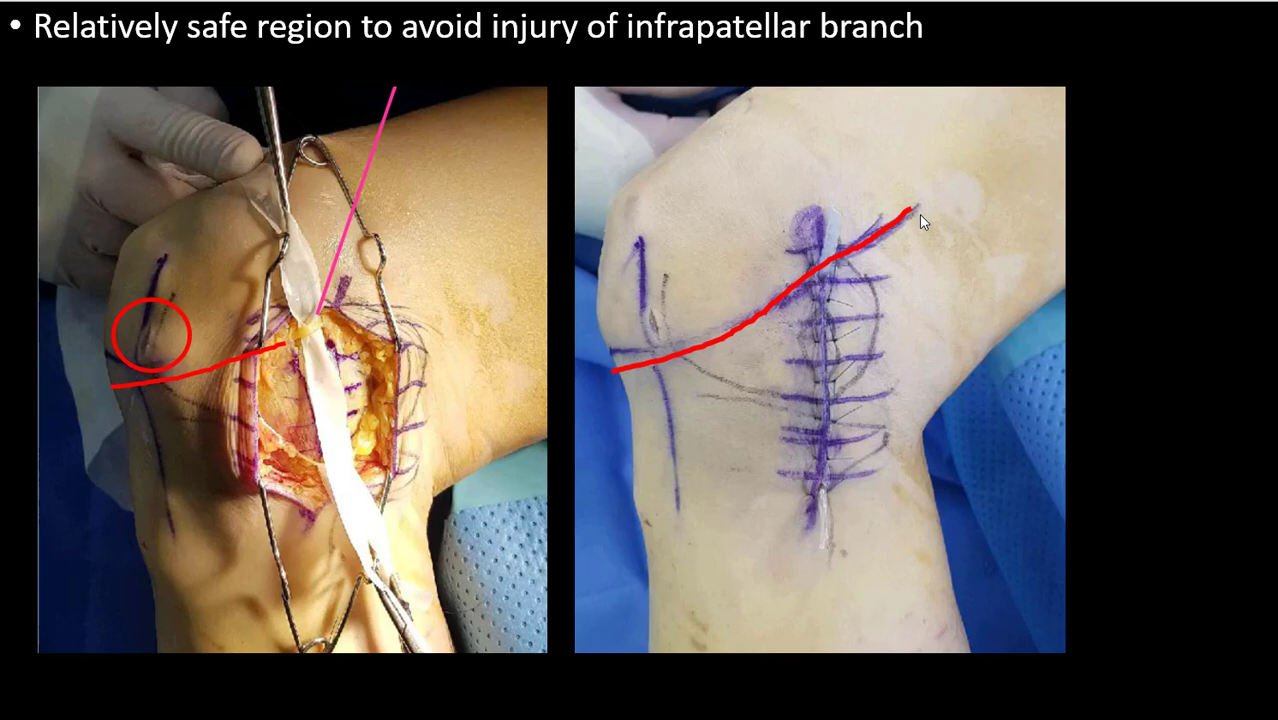 • Relatively safe region to avoid injury of infrapatellar branch